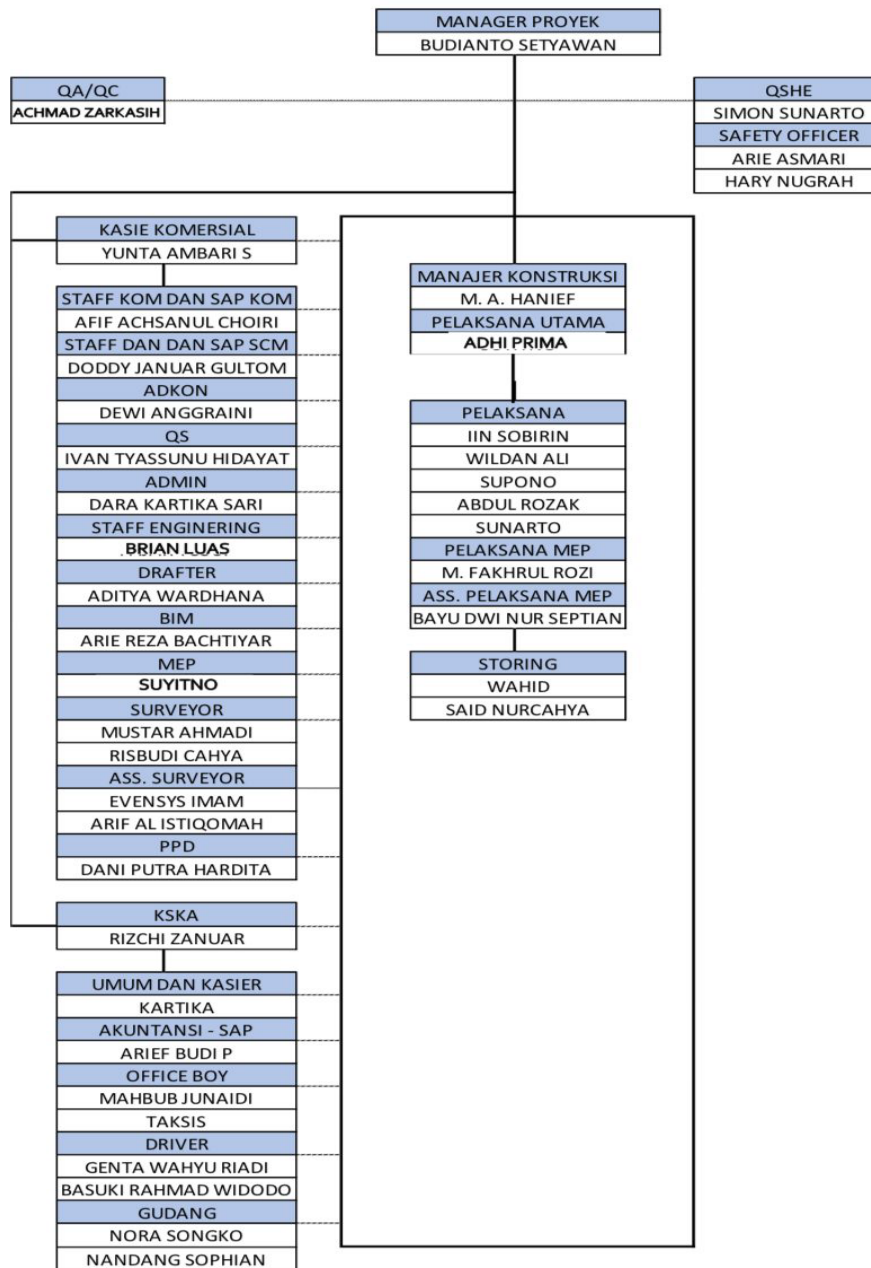 MANAGER PROYEK
BUDIANTO SETYAWAN
QA/QC
ACHMAD ZARKASIH
QSHE
SIMON SUNARTO
SAFETY OFFICER
ARIE ASMARI
HARY NUGRAH
KASIE KOMERSIAL
YUNTA AMBARI S
STAFF KOM DAN SAP KOM
AFIF ACHSANUL CHOIRI
STAFF DAN DAN SAP SCM
DODDY JANUAR GULTOM
ADKON
DEWI ANGGRAINI
QS
IVAN TYASSUNU HIDAYAT
ADMIN
DARA KARTIKA SARI
STAFF ENGINERING
BRIAN LUAS
DRAFTER
ADITYA WARDHANA
BIM
ARIE REZA BACHTIYAR
MEP
SUYITNO
SURVEYOR
MUSTAR AHMADI
RISBUDI CAHYA
ASS. SURVEYOR
EVENSYS IMAM
ARIF AL ISTIQOMAH
PPD
DANI PUTRA HARDITA
KSKA
RIZCHI ZANUAR
UMUM DAN KASIER
KARTIKA
AKUNTANSI - SAP
ARIEF BUDI P
OFFICE BOY
MAHBUB JUNAIDI
TAKSIS
DRIVER
GENTA WAHYU RIADI
BASUKI RAHMAD WIDODO
GUDANG
NORA SONGKO
NANDANG SOPHIAN
MANAJER KONSTRUKSI
M. A. HANIEF
PELAKSANA UTAMA
ADHI PRIMA
PELAKSANA
IIN SOBIRIN
WILDAN ALI
SUPONO
ABDUL ROZAK
SUNARTO
PELAKSANA MEP
M. FAKHRUL ROZI
ASS. PELAKSANA MEP
BAYU DWI NUR SEPTIAN
STORING
WAHID
SAID NURCAHYA